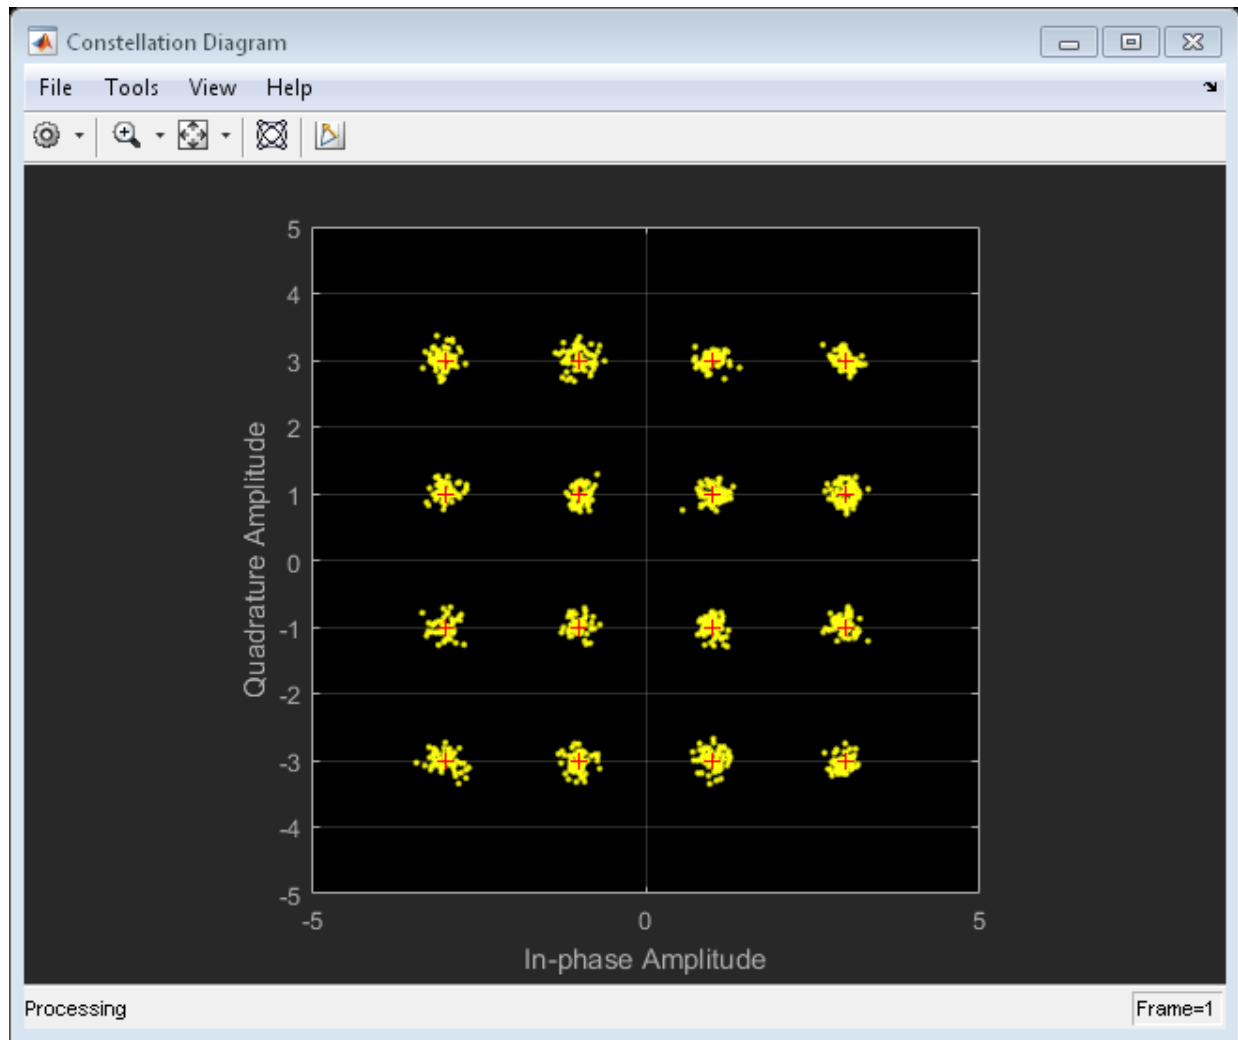 Constellation Diagram
File Tools View Help
5
4
3
2
1
0
-1
-2
-3
-4
-5
Quadrature Amplitude
-5 0 5
In-phase Amplitude
Processing Frame=1